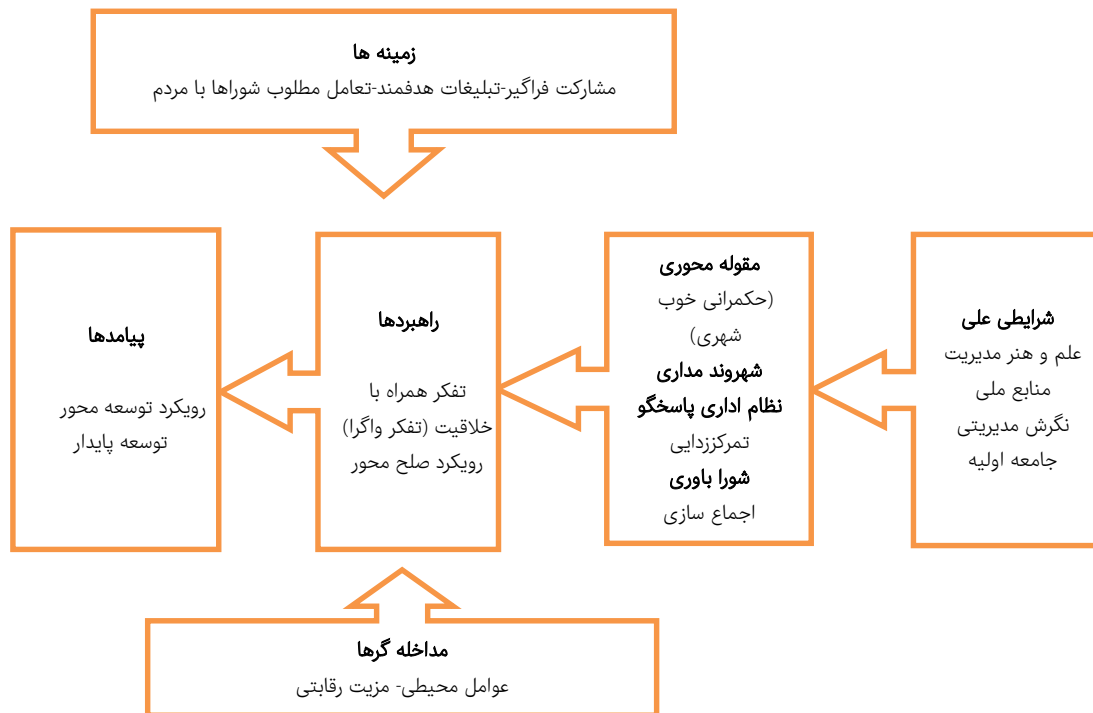 زمینه ها
مشارکت فراگیر-تبلیغات هدفمند-تعامل مطلوب شوراها با مردم
شرایطی علی
علم و هنر مدیریت
منابع ملی
نگرش مدیریتی
جامعه اولیه
مقوله محوری
(حکمرانی خوب
شهری)
شهروند مداری
نظام اداری پاسخگو
تمرکززدایی
شورا باوری
اجماع سازی
راهبردها
تفکر همراه با
خلاقیت (تفکر واگرا)
رویکرد صلح محور
پیامدها
رویکرد توسعه محور
توسعه پایدار
مداخله گرها
عوامل محیطی- مزیت رقابتی